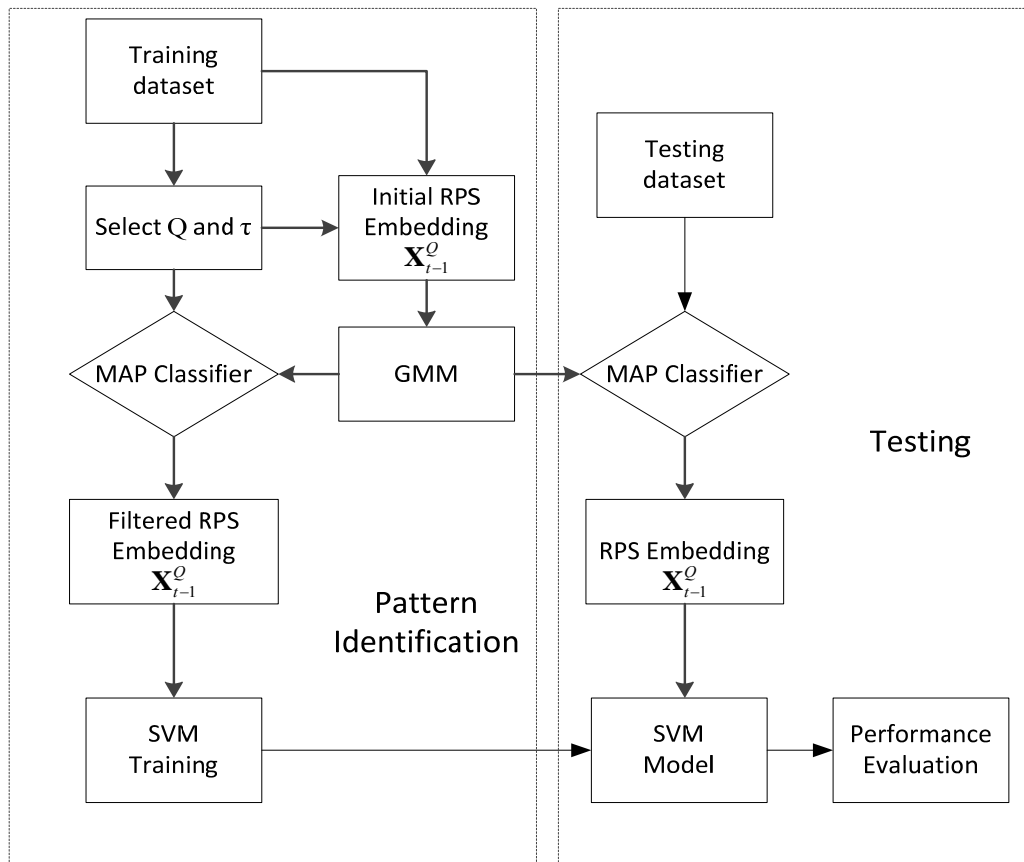 Training
dataset
Select Q and τ
Initial RPS
Embedding
X^Q_{t-1}
MAP Classifier
GMM
Filtered RPS
Embedding
X^Q_{t-1}
Pattern
Identification
SVM
Training
Testing
dataset
MAP Classifier
Testing
RPS Embedding
X^Q_{t-1}
SVM
Model
Performance
Evaluation